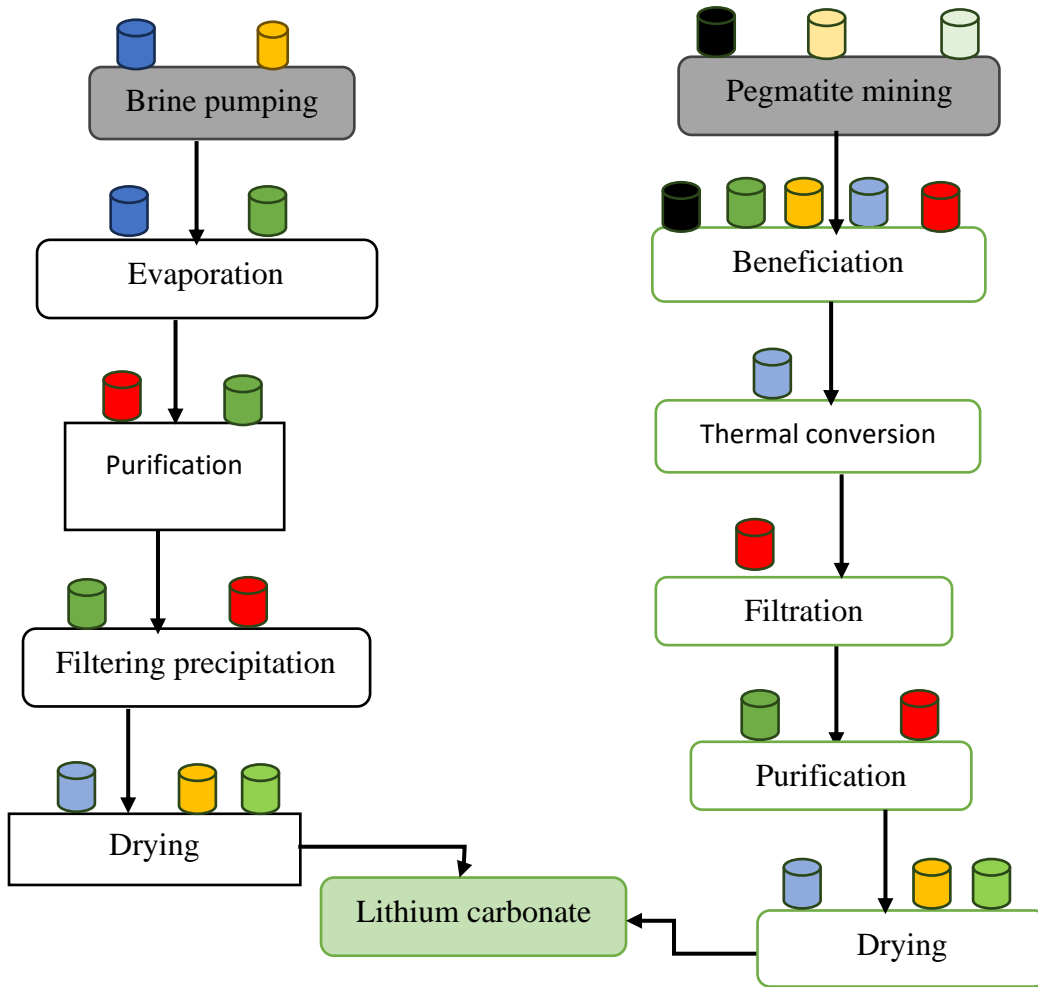 Brine pumping
Evaporation
Purification
Filtering precipitation
Drying
Pegmatite mining
Beneficiation
Thermal conversion
Filtration
Purification
Drying
Lithium carbonate